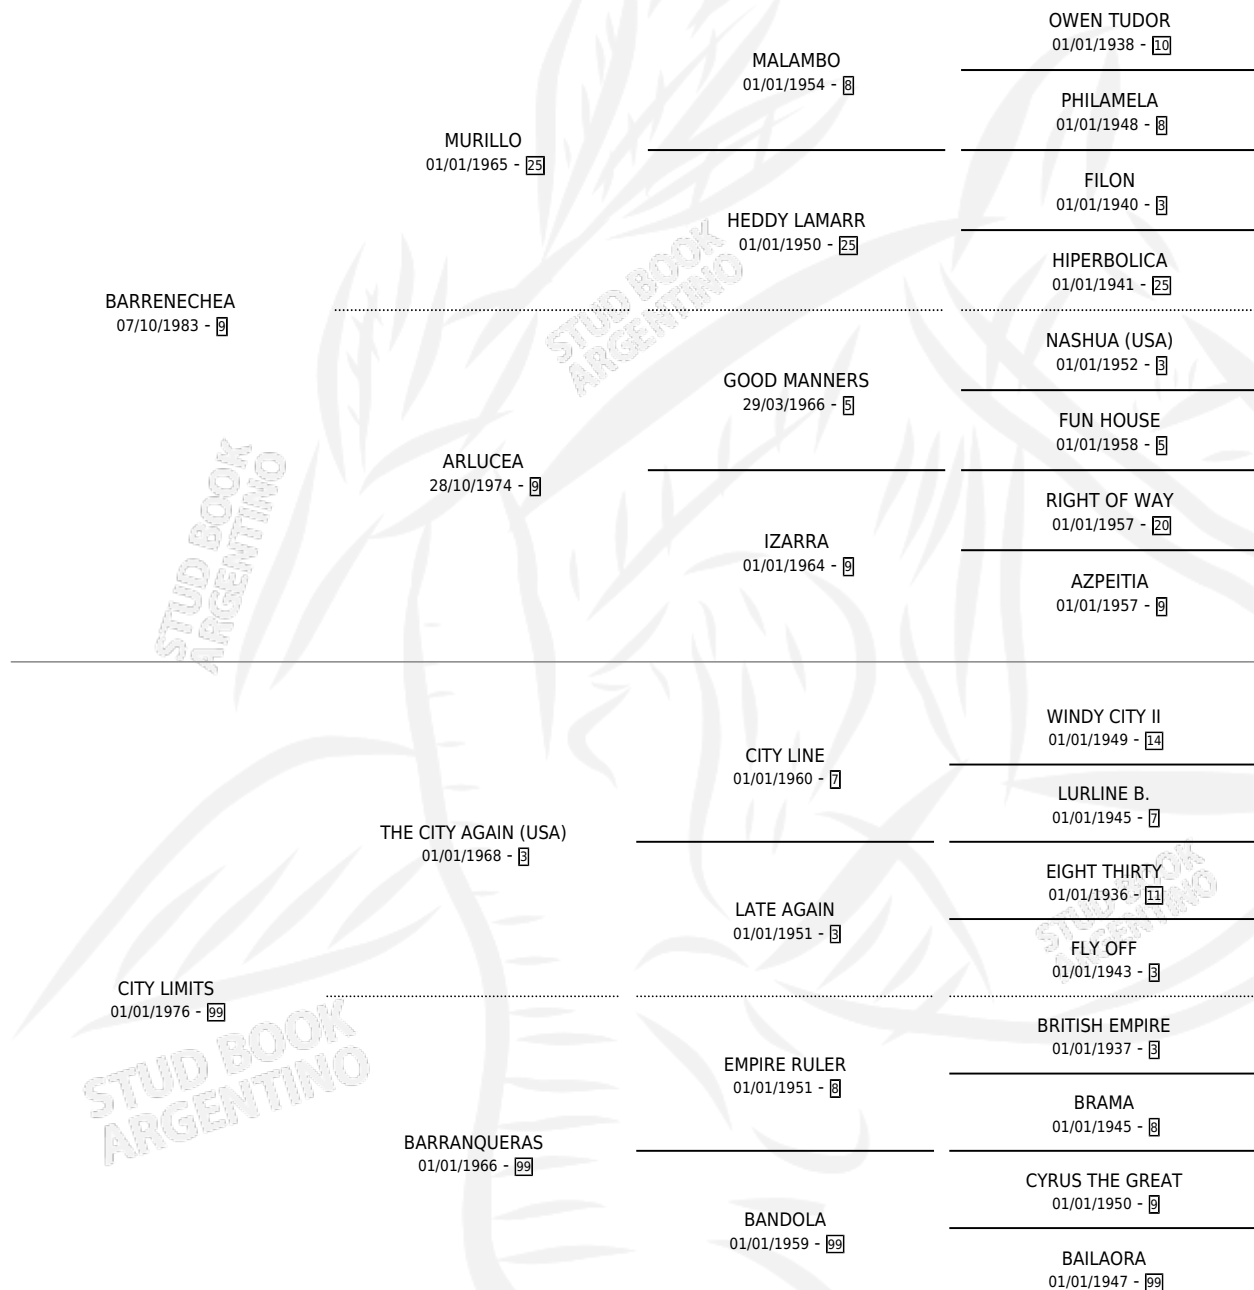 OWEN TUDOR
01/01/1938 - 10
MALAMBO
01/01/1954 - 8
PHILAMELA
01/01/1948 - 8
MURILLO
01/01/1965 - 25
FILON
01/01/1940 - 3
HEDDY LAMARR
01/01/1950 - 25
HIPERBOLICA
01/01/1941 - 25
BARRENECHEA
07/10/1983 - 9
STUD BOOK
ARGENTINO
NASHUA (USA)
01/01/1952 - 3
GOOD MANNERS
29/03/1966 - 5
FUN HOUSE
01/01/1958 - 5
ARLUCEA
28/10/1974 - 9
RIGHT OF WAY
01/01/1957 - 20
IZARRA
01/01/1964 - 9
AZPEITIA
01/01/1957 - 9
STUD BOOK
ARGENTINO
WINDY CITY II
01/01/1949 - 14
CITY LINE
01/01/1960 - 7
LURLINE B.
01/01/1945 - 7
THE CITY AGAIN (USA)
01/01/1968 - 3
EIGHT THIRTY
01/01/1936 - 11
LATE AGAIN
01/01/1951 - 3
STUD BOOK
ARGENTINO
FLY OFF
01/01/1943 - 3
CITY LIMITS
01/01/1976 - 99
STUD BOOK
ARGENTINO
BRITISH EMPIRE
01/01/1937 - 3
EMPIRE RULER
01/01/1951 - 8
BRAMA
01/01/1945 - 8
BARRANQUERAS
01/01/1966 - 99
CYRUS THE GREAT
01/01/1950 - 9
BANDOLA
01/01/1959 - 99
BAILAORA
01/01/1947 - 99